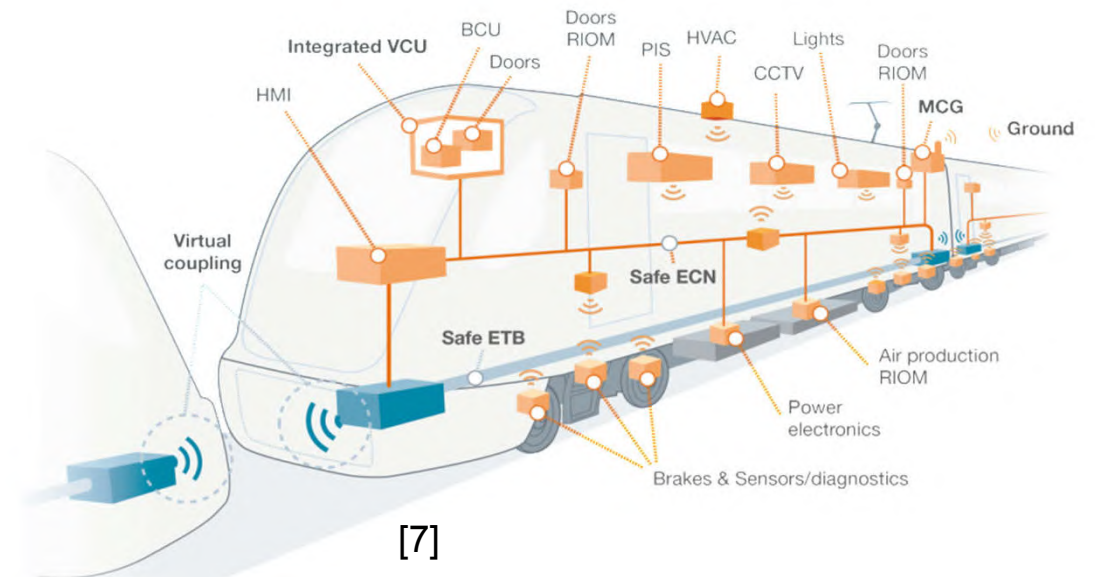 Integrated VCU
BCU
Doors
Doors
RIOM
PIS
HVAC
CCTV
Lights
Doors
RIOM
MCG
Ground
HMI
Virtual
coupling
Safe ECN
Safe ETB
Air production
RIOM
Power
electronics
Brakes & Sensors/diagnostics
[7]